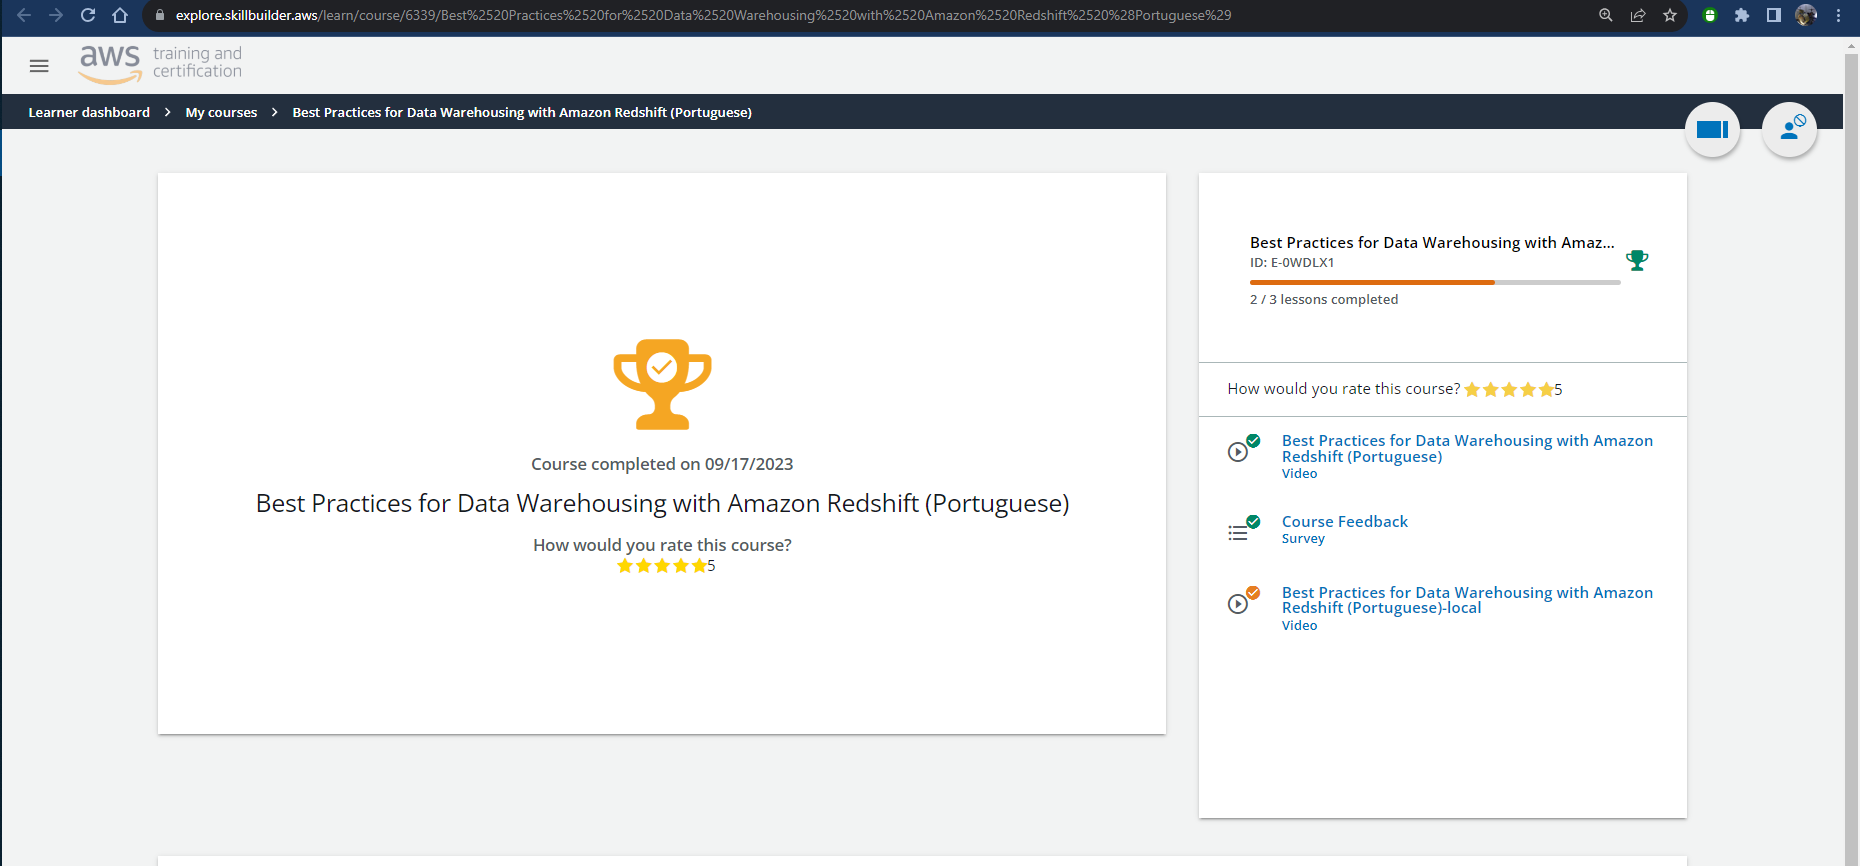 explore.skillbuilder.aws/learn/course/6339/Best%2520Practices%2520for%2520Data%2520Warehousing%2520with%2520Amazon%2520Redshift%2520%28Portuguese%29
aws training and
certification
Learner dashboard > My courses > Best Practices for Data Warehousing with Amazon Redshift (Portuguese)
Course completed on 09/17/2023
Best Practices for Data Warehousing with Amazon Redshift (Portuguese)
How would you rate this course?
5
Best Practices for Data Warehousing with Amaz...
ID: E-0WDLX1
2 / 3 lessons completed
How would you rate this course? 5
Best Practices for Data Warehousing with Amazon
Redshift (Portuguese)
Video
Course Feedback
Survey
Best Practices for Data Warehousing with Amazon
Redshift (Portuguese)-local
Video